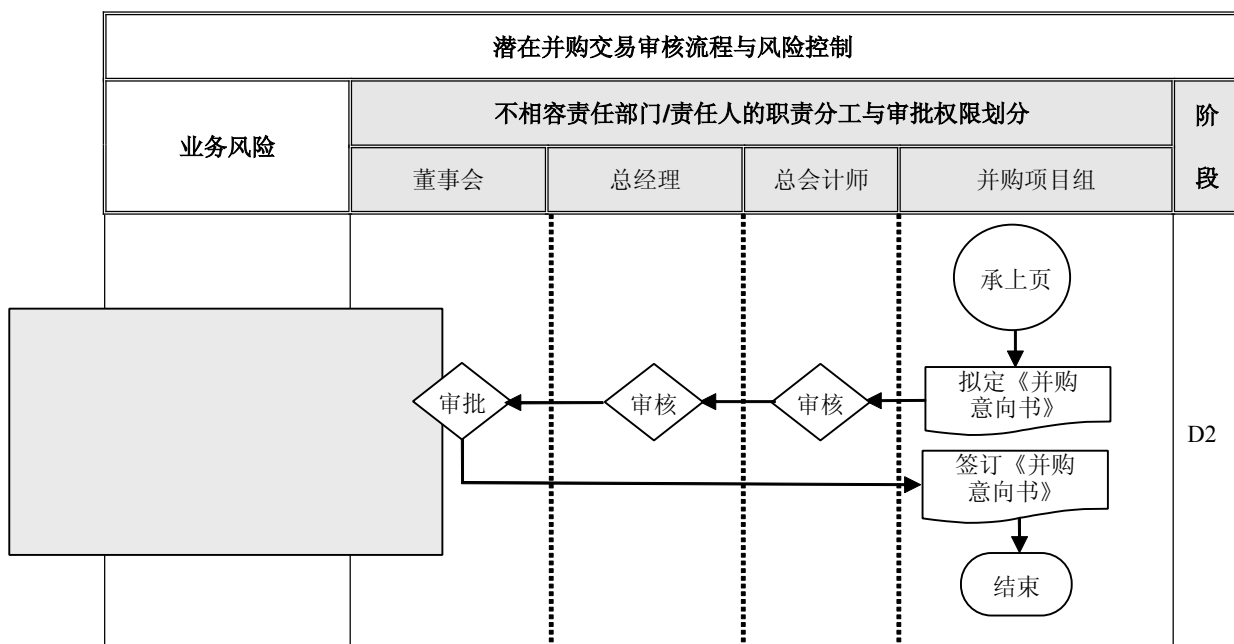 潜在并购交易审核流程与风险控制
业务风险
不相容责任部门/责任人的职责分工与审批权限划分
阶
段
董事会
总经理
总会计师
并购项目组
承上页
拟定《并购
意向书》
审核
审核
审批
签订《并购
意向书》
D2
结束